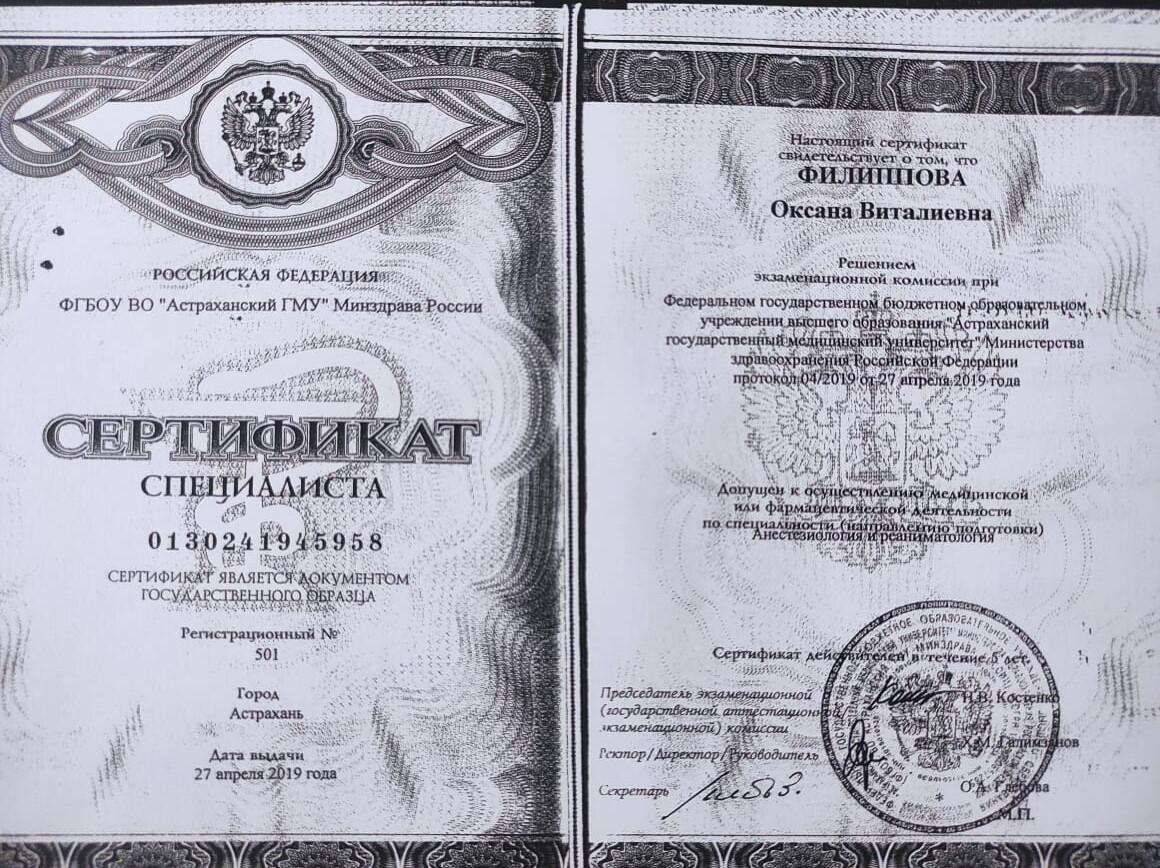 РОССИЙСКАЯ ФЕДЕРАЦИЯ
ФГБОУ ВО "Астраханский ГМУ" Минздрава России
СЕРТИФИКАТ
СПЕЦИАЛИСТА
0130241945958
СЕРТИФИКАТ ЯВЛЯЕТСЯ ДОКУМЕНТОМ
ГОСУДАРСТВЕННОГО ОБРАЗЦА
Регистрационный №
501
Город
Астрахань
Дата выдачи
27 апреля 2019 года
Настоящий сертификат
свидетельствует о том, что
ФИЛИППОВА
Оксана Виталиевна
Решением
экзаменационной комиссии при
Федеральном государственном бюджетном образовательном
учреждении высшего образования "Астраханский
государственный медицинский университет" Министерства
здравоохранения Российской Федерации
протокол 04/2019 от 27 апреля 2019 года
Допущен к осуществлению медицинской
или фармацевтической деятельности
по специальности (направлению подготовки)
Анестезиология и реаниматология
Сертификат действителен в течение 5 лет.
Председатель экзаменационной
(государственной аттестационной,
экзаменационной) комиссии
Н.В. Костенко
Ректор/Директор/Руководитель
Х.М. Галимзянов
Секретарь
О.А. Глебова
М.П.